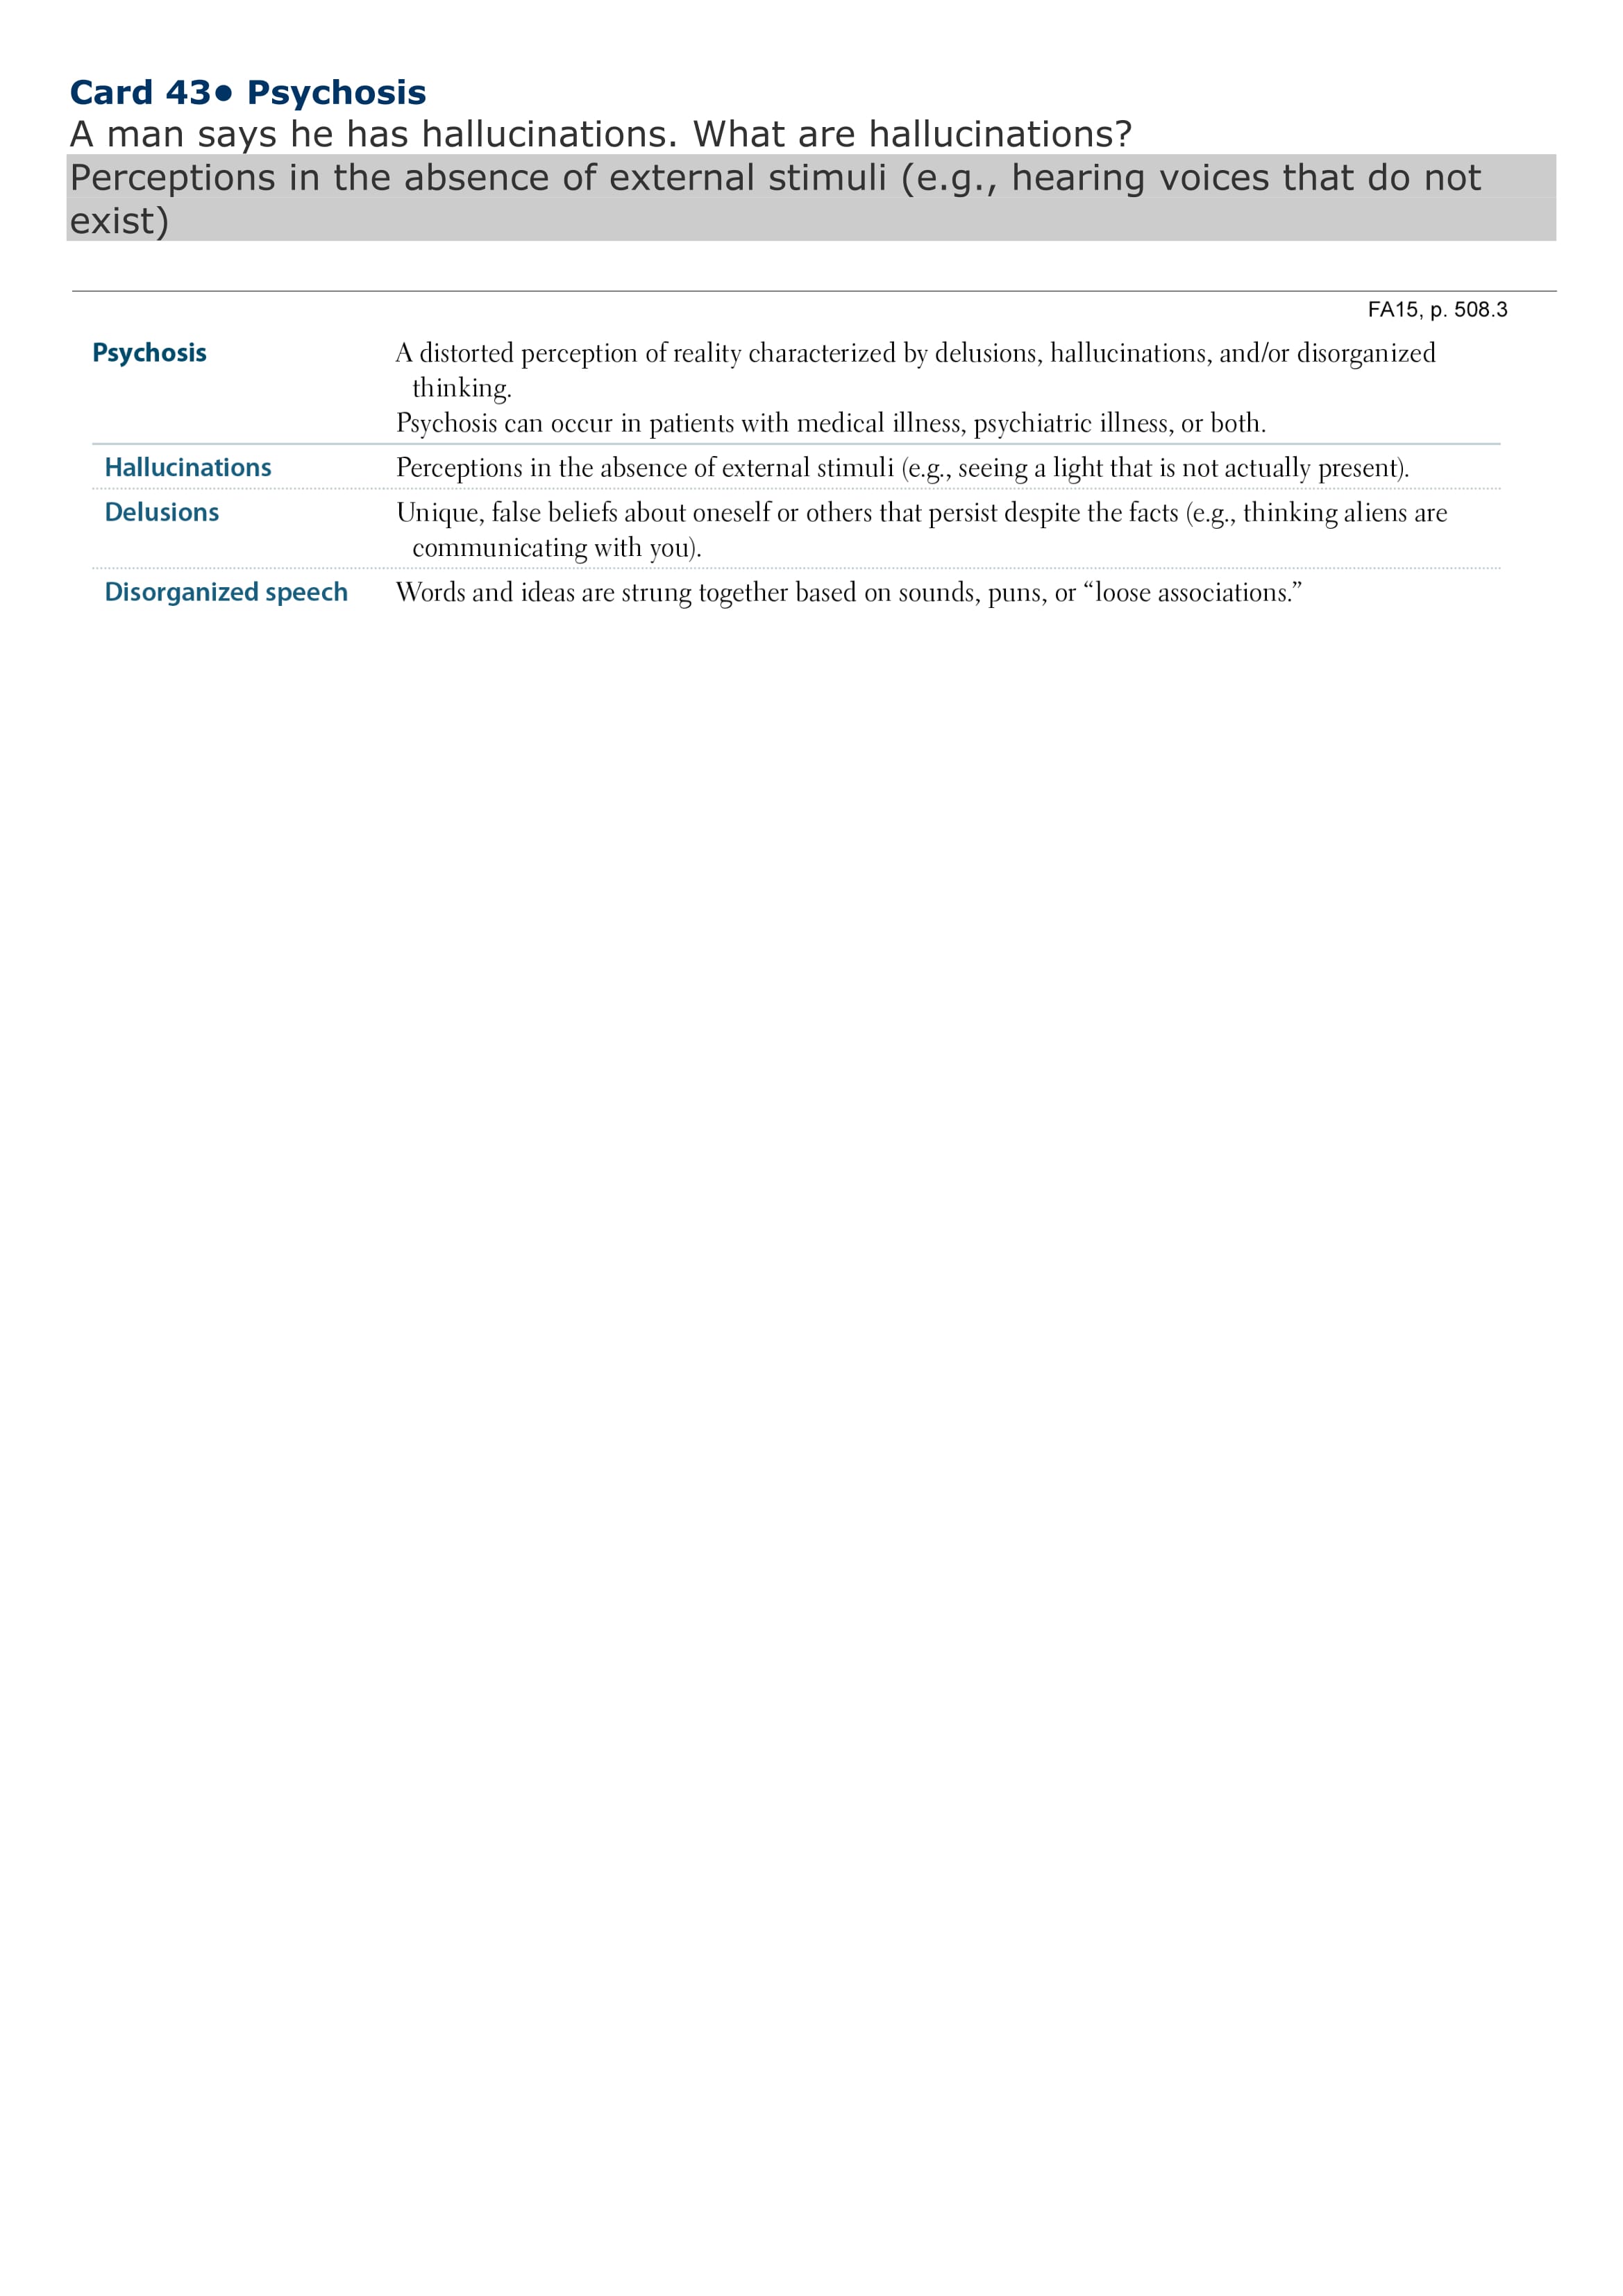 Card 43● Psychosis
A man says he has hallucinations. What are hallucinations?
Perceptions in the absence of external stimuli (e.g., hearing voices that do not
exist)
FA15, p. 508.3
Psychosis A distorted perception of reality characterized by delusions, hallucinations, and/or disorganized
thinking.
Psychosis can occur in patients with medical illness, psychiatric illness, or both.
Hallucinations Perceptions in the absence of external stimuli (e.g., seeing a light that is not actually present).
Delusions Unique, false beliefs about oneself or others that persist despite the facts (e.g., thinking aliens are
communicating with you).
Disorganized speech Words and ideas are strung together based on sounds, puns, or “loose associations.”